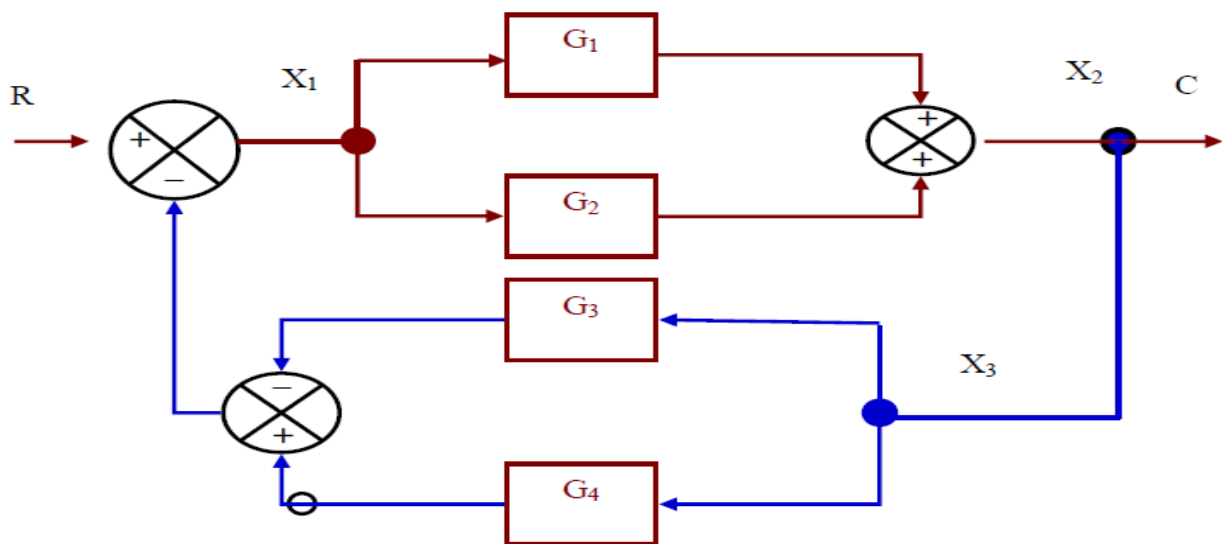 G₁
X₁
X₂
R
C
+
−
+
+
G₂
G₃
X₃
−
+
G₄